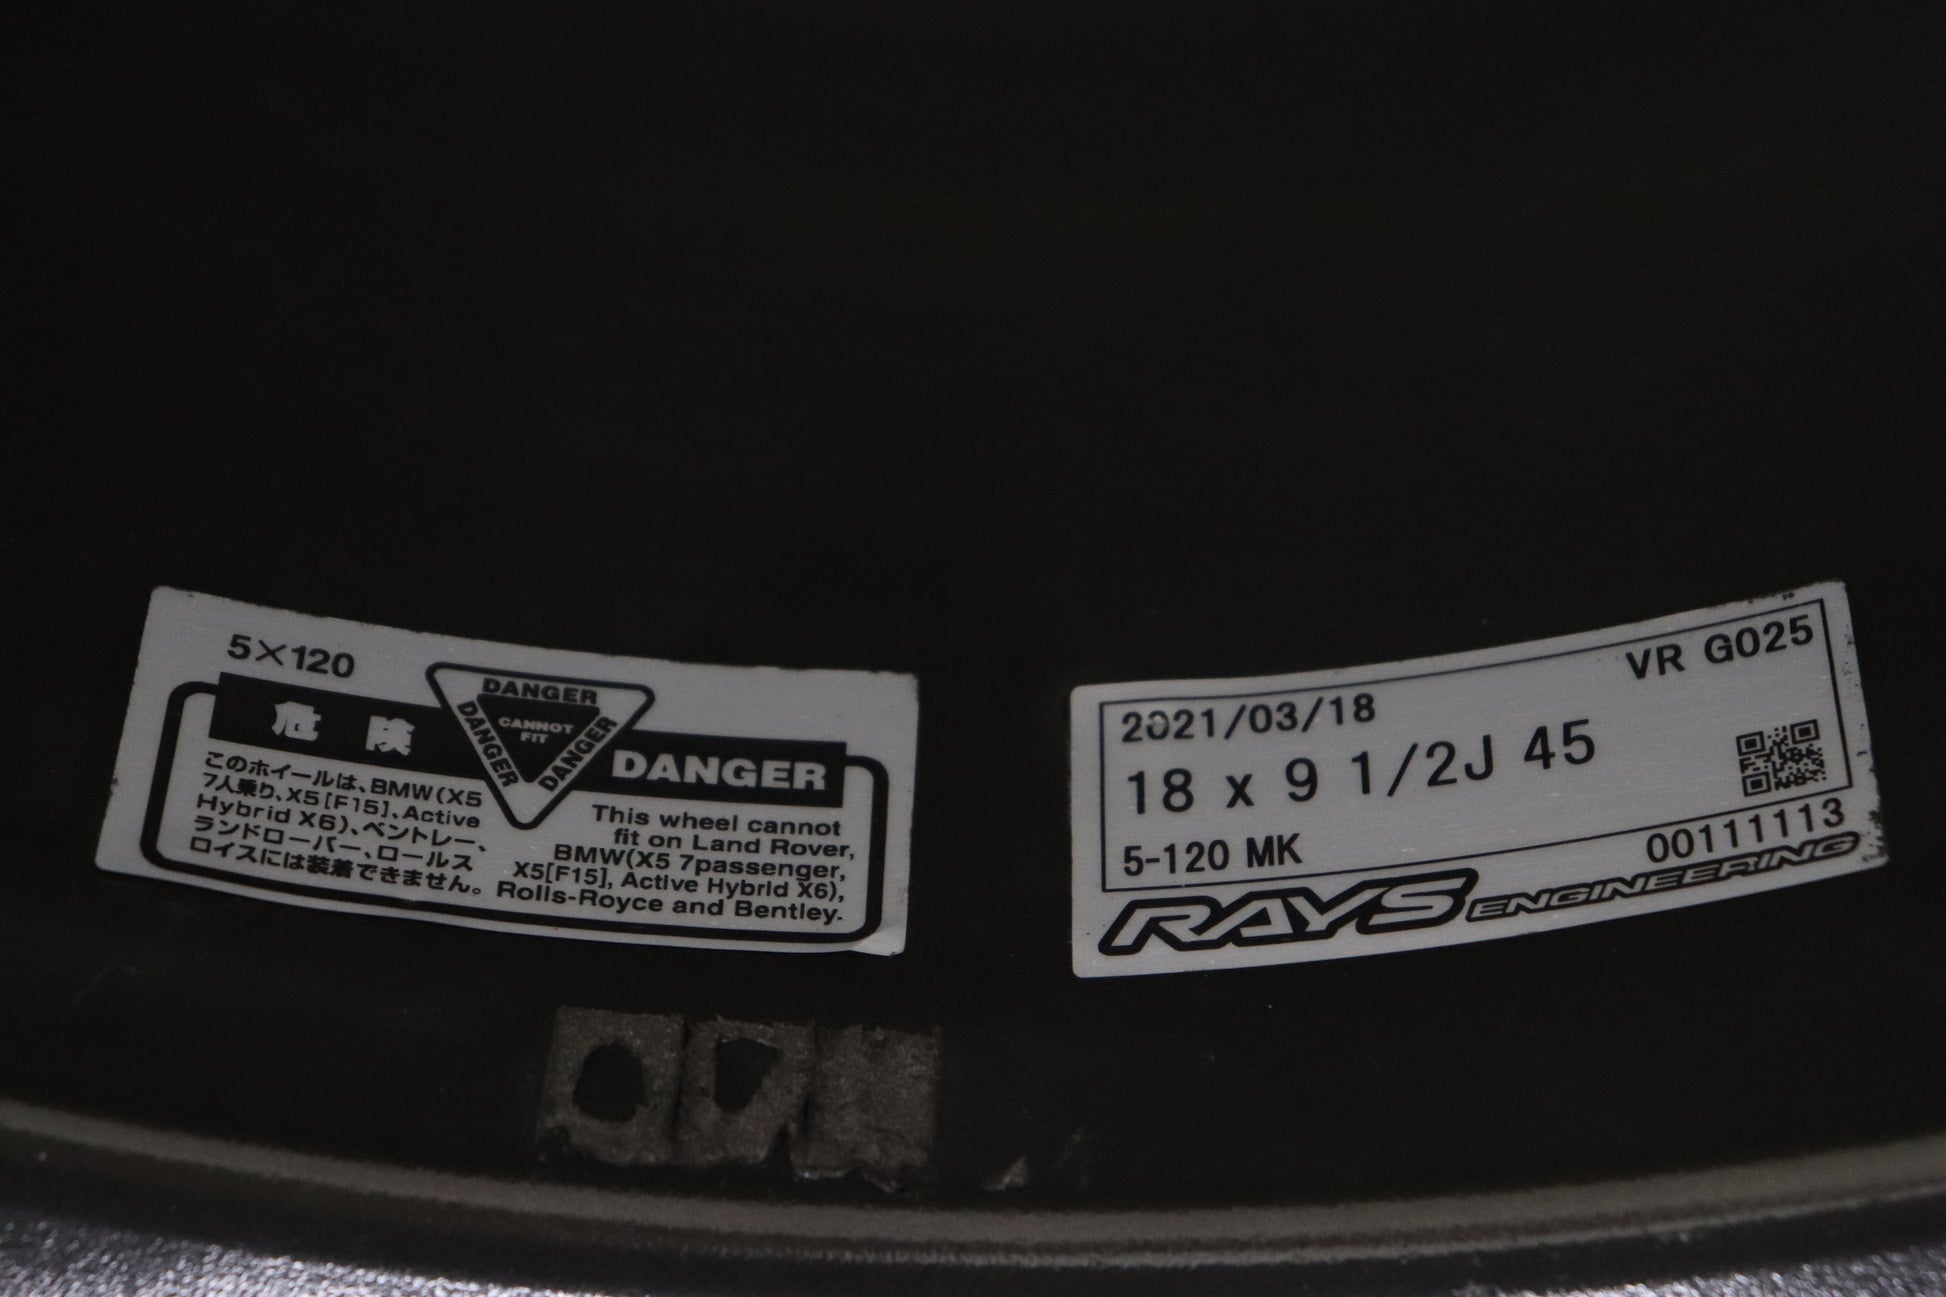 5×120
DANGER
DANGER
DANGER
CANNOT
FIT
危険
DANGER
このホイールは、BMW(X5
7人乗り、X5[F15]、Active
Hybrid X6)、ベントレー、
ランドローバー、ロールス
ロイスには装着できません。
This wheel cannot
fit on Land Rover,
BMW(X5 7passenger,
X5[F15], Active Hybrid X6),
Rolls-Royce and Bentley.
VR G025
2021/03/18
18 x 9 1/2J 45
5-120 MK
00111113
RAYS ENGINEERING